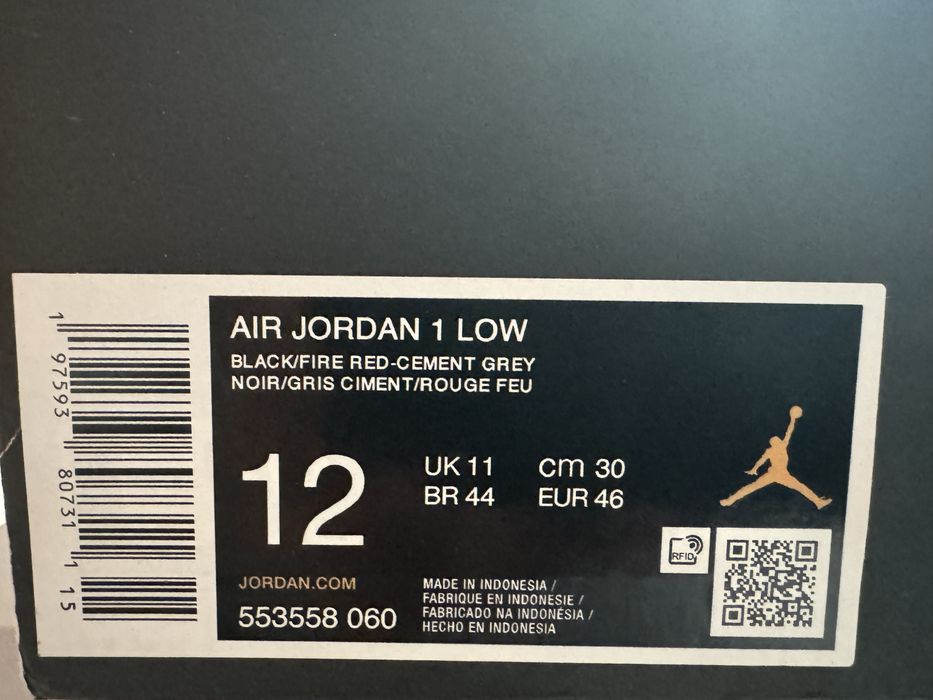 AIR JORDAN 1 LOW
BLACK/FIRE RED-CEMENT GREY
NOIR/GRIS CIMENT/ROUGE FEU
12
UK 11 cm 30
BR 44 EUR 46
RFID
JORDAN.COM
553558 060
MADE IN INDONESIA /
FABRIQUE EN INDONESIE /
FABRICADO NA INDONÉSIA /
HECHO EN INDONESIA
1 97593 80731 1 15